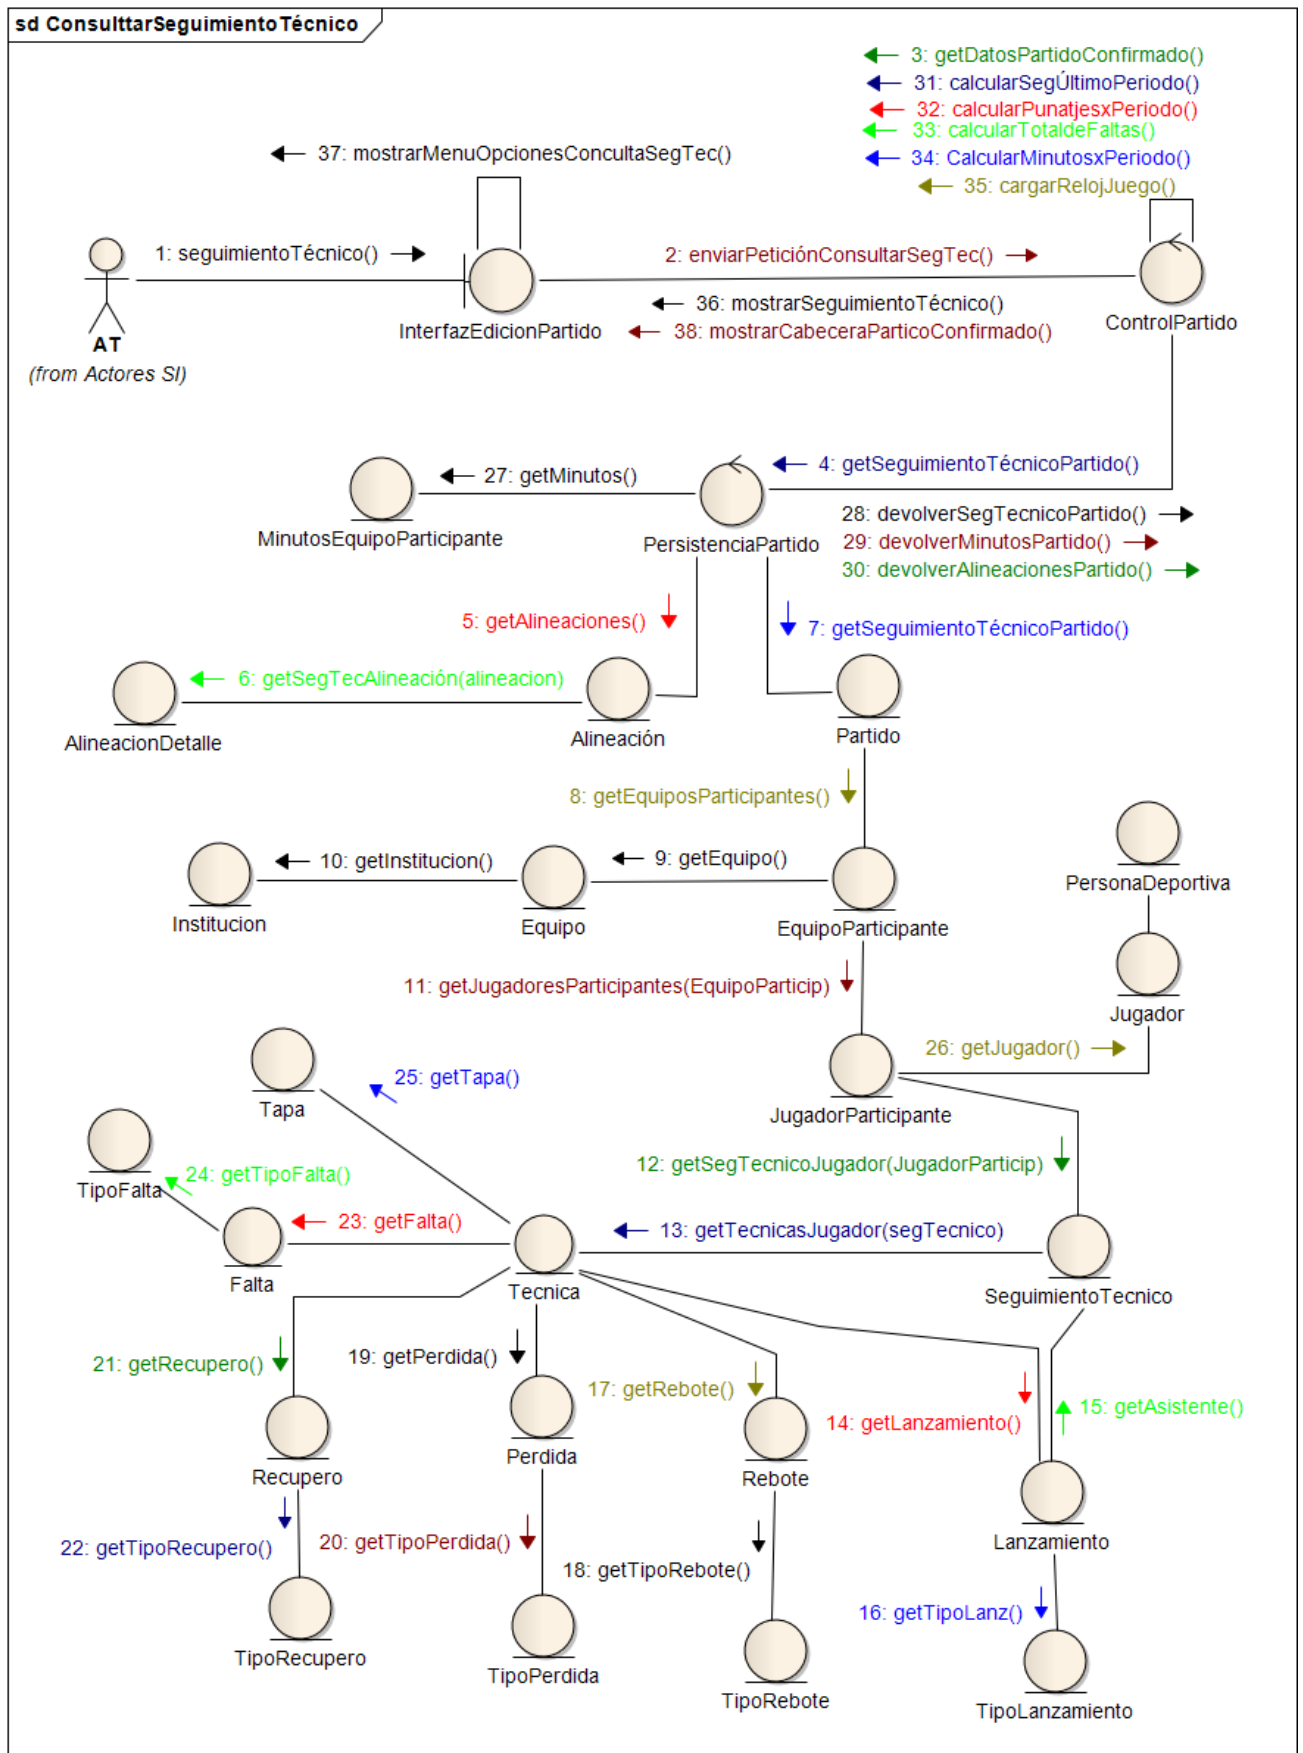 sd ConsulttarSeguimientoTécnico
3: getDatosPartidoConfirmado()
31: calcularSegÚltimoPeriodo()
32: calcularPunatjesxPeriodo()
33: calcularTotaldeFaltas()
34: CalcularMinutosxPeriodo()
35: cargarRelojJuego()
37: mostrarMenuOpcionesConcultaSegTec()
1: seguimientoTécnico()
2: enviarPeticiónConsultarSegTec()
36: mostrarSeguimientoTécnico()
38: mostrarCabeceraParticoConfirmado()
InterfazEdicionPartido
ControlPartido
AT
(from Actores SI)
4: getSeguimientoTécnicoPartido()
27: getMinutos()
28: devolverSegTecnicoPartido()
29: devolverMinutosPartido()
30: devolverAlineacionesPartido()
MinutosEquipoParticipante
PersistenciaPartido
5: getAlineaciones()
7: getSeguimientoTécnicoPartido()
6: getSegTecAlineación(alineacion)
AlineacionDetalle
Alineación
Partido
8: getEquiposParticipantes()
10: getInstitucion()
9: getEquipo()
PersonaDeportiva
Institucion
Equipo
EquipoParticipante
11: getJugadoresParticipantes(EquipoParticip)
Jugador
26: getJugador()
25: getTapa()
Tapa
JugadorParticipante
12: getSegTecnicoJugador(JugadorParticip)
24: getTipoFalta()
TipoFalta
23: getFalta()
13: getTecnicasJugador(segTecnico)
Falta
Tecnica
SeguimientoTecnico
21: getRecupero()
19: getPerdida()
17: getRebote()
14: getLanzamiento()
15: getAsistente()
Recupero
Perdida
Rebote
Lanzamiento
22: getTipoRecupero()
20: getTipoPerdida()
18: getTipoRebote()
16: getTipoLanz()
TipoRecupero
TipoPerdida
TipoRebote
TipoLanzamiento